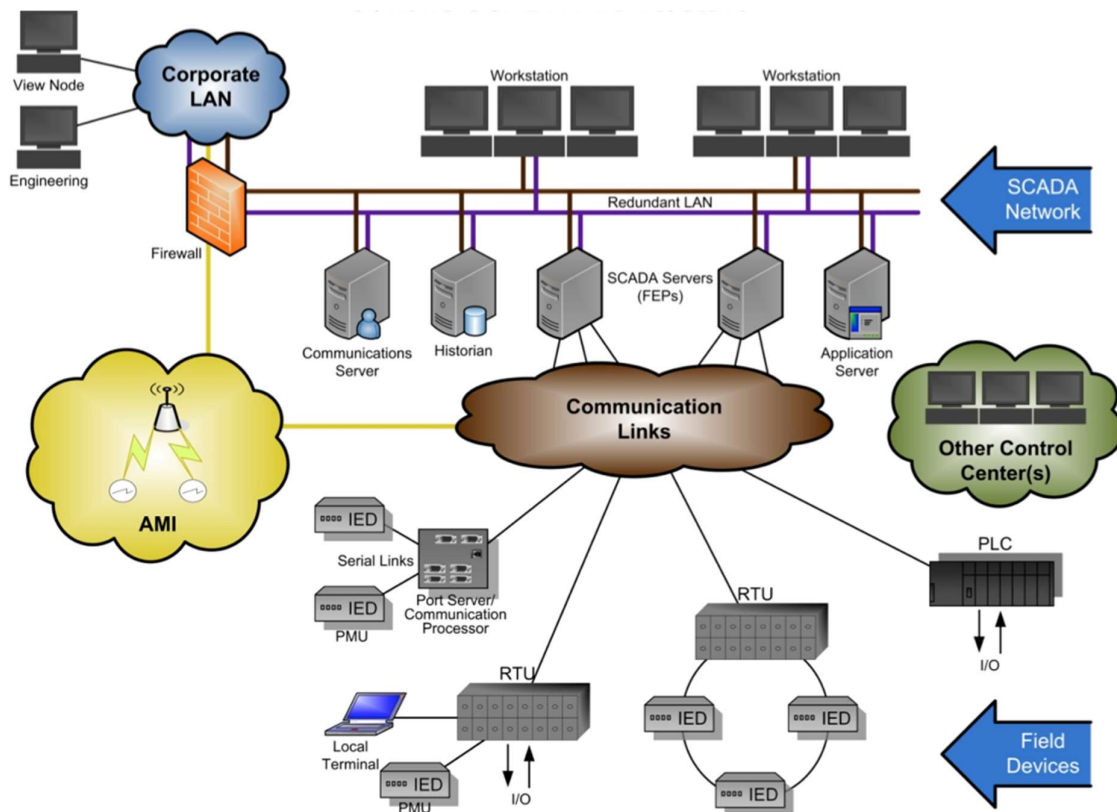 Corporate
LAN
View Node
Engineering
Firewall
Workstation
Workstation
Redundant LAN
SCADA
Network
Communications
Server
Historian
SCADA Servers
(FEPs)
Application
Server
AMI
Communication
Links
Other Control
Center(s)
IED
Serial Links
IED
PMU
Port Server/
Communication
Processor
RTU
Local
Terminal
IED
PMU
I/O
RTU
IED
IED
IED
PLC
I/O
Field
Devices